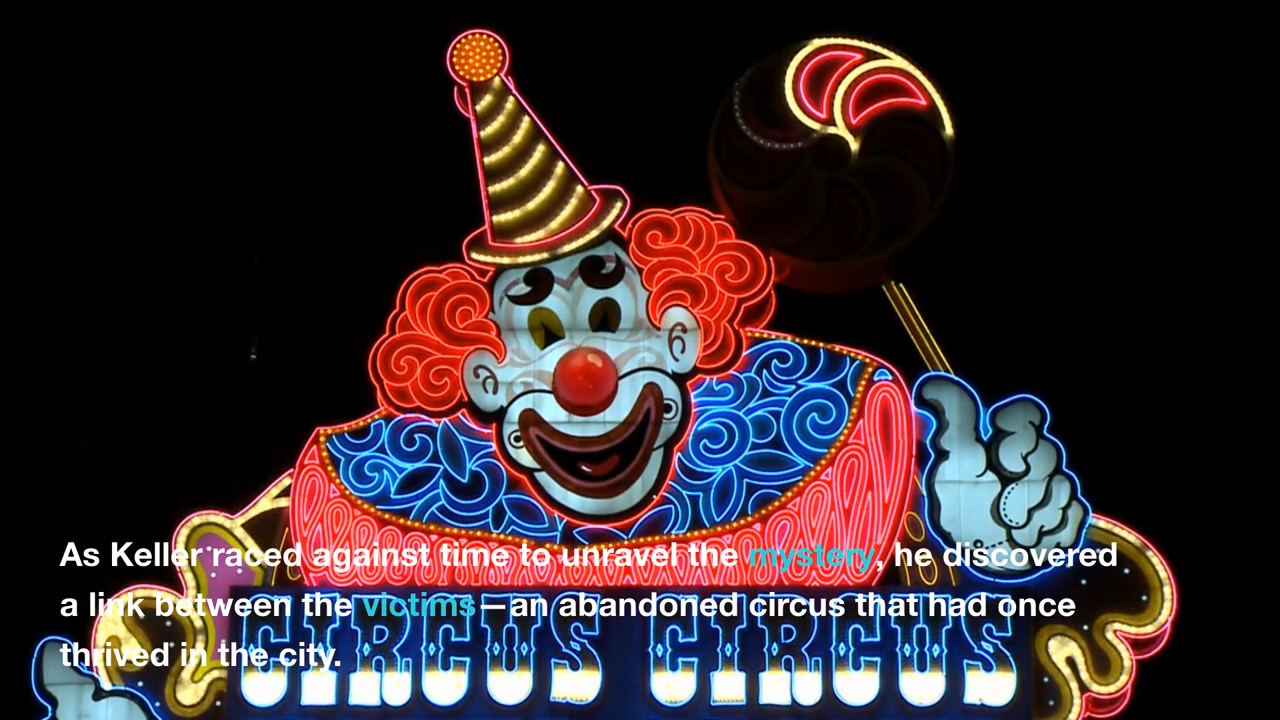 As Keller raced against time to unravel the mystery, he discovered
a link between the victims—an abandoned circus that had once
thrived in the city.
CIRCUS CIRCUS